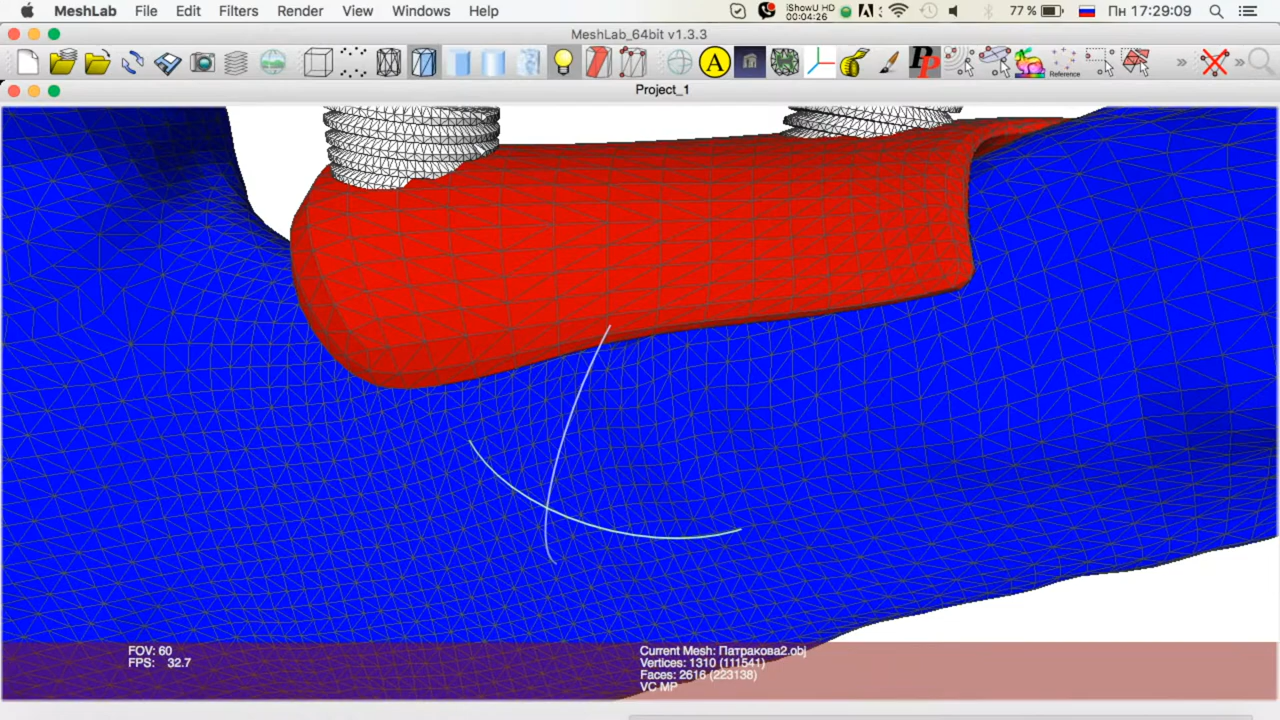 MeshLab File Edit Filters Render View Windows Help
iShowU HD
00:04:26
77 % Пн 17:29:09
MeshLab_64bit v1.3.3
A
PP
Reference
Project_1
FOV: 60
FPS: 32.7
Current Mesh: Патракова2.obj
Vertices: 1310 (111541)
Faces: 2616 (223138)
VC MP